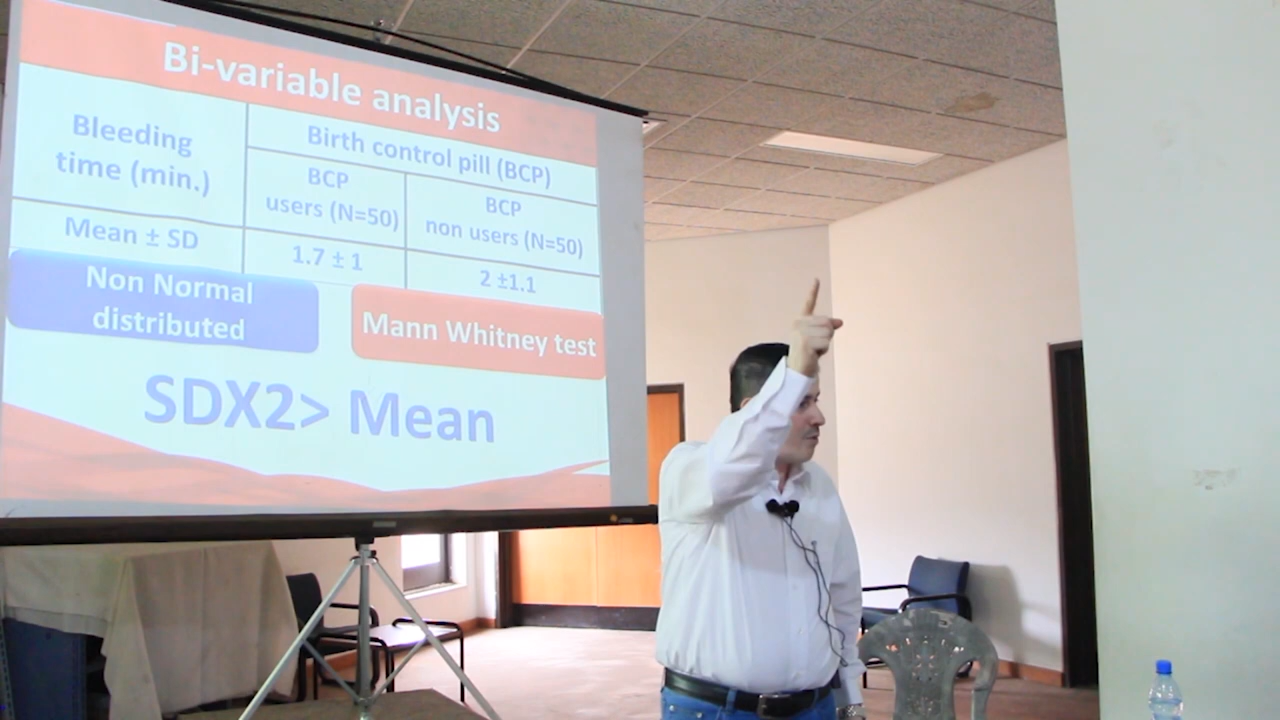 Bi-variable analysis
Bleeding
time (min.)
Birth control pill (BCP)
BCP
users (N=50)
BCP
non users (N=50)
Mean ± SD
1.7 ± 1
2 ±1.1
Non Normal
distributed
Mann Whitney test
SDX2> Mean